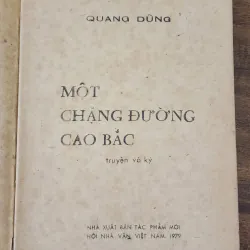 QUANG DŨNG
MỘT
CHẶNG ĐƯỜNG
CAO BẮC
truyện và ký
NHÀ XUẤT BẢN TÁC PHẨM MỚI
HỘI NHÀ VĂN VIỆT NAM, 1979